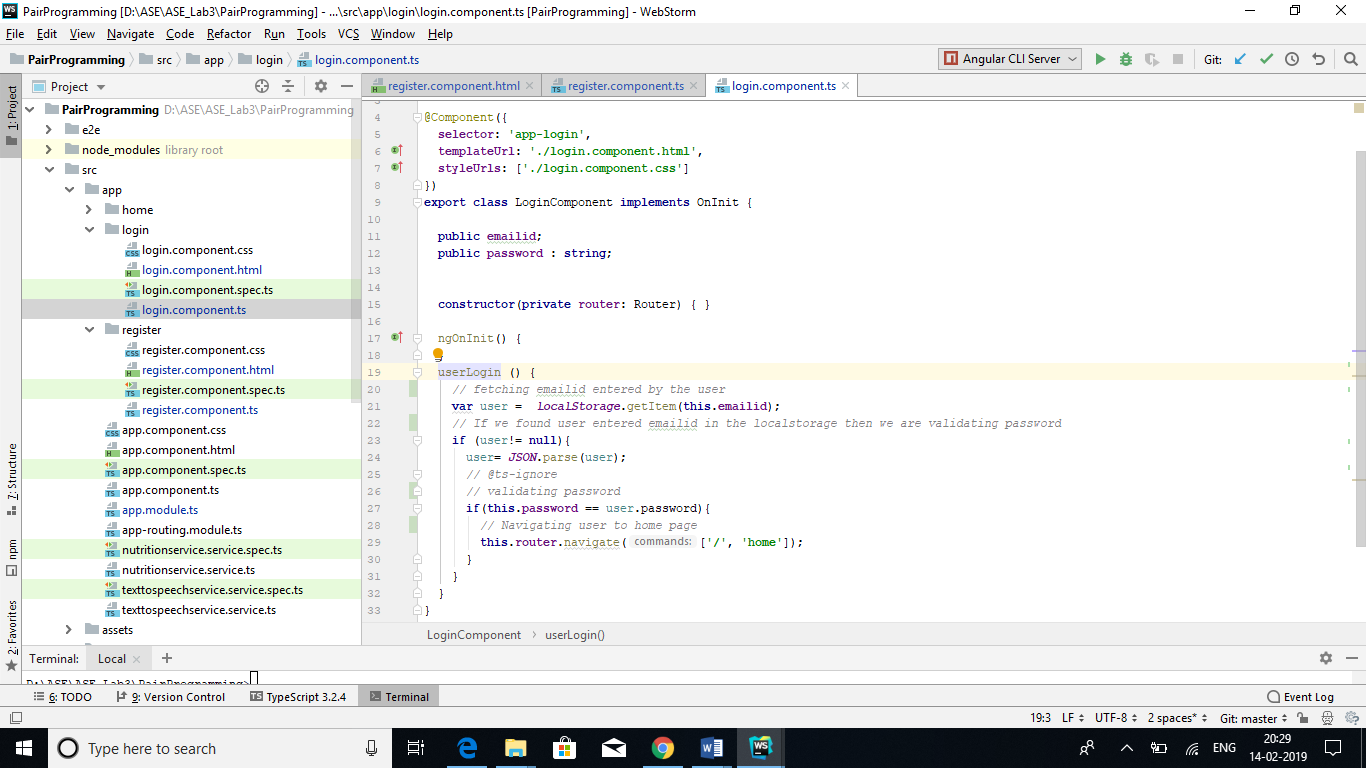 PairProgramming [D:\ASE\ASE_Lab3\PairProgramming] - ...\src\app\login\login.component.ts [PairProgramming] - WebStorm
File Edit View Navigate Code Refactor Run Tools VCS Window Help
PairProgramming src app login login.component.ts
Angular CLI Server
Git:
Project
register.component.html
register.component.ts
login.component.ts
1: Project
7: Structure
npm
2: Favorites
PairProgramming D:\ASE\ASE_Lab3\PairProgramming
e2e
node_modules library root
src
app
home
login
login.component.css
login.component.html
login.component.spec.ts
login.component.ts
register
register.component.css
register.component.html
register.component.spec.ts
register.component.ts
app.component.css
app.component.html
app.component.spec.ts
app.component.ts
app.module.ts
app-routing.module.ts
nutritionservice.service.spec.ts
nutritionservice.service.ts
texttospeechservice.service.spec.ts
texttospeechservice.service.ts
assets
3
4 @Component({
5 selector: 'app-login',
6 templateUrl: './login.component.html',
7 styleUrls: ['./login.component.css']
8 })
9 export class LoginComponent implements OnInit {
10
11 public emailid;
12 public password : string;
13
14
15 constructor(private router: Router) { }
16
17 ngOnInit() {
18 }
19 userLogin () {
20 // fetching emailid entered by the user
21 var user = localStorage.getItem(this.emailid);
22 // If we found user entered emailid in the localstorage then we are validating password
23 if (user!= null){
24 user= JSON.parse(user);
25 // @ts-ignore
26 // validating password
27 if(this.password == user.password){
28 // Navigating user to home page
29 this.router.navigate( commands: ['/', 'home']);
30 }
31 }
32 }
33 }
LoginComponent › userLogin()
Terminal: Local +
D:\ASE\ASE_Lab3\PairProgramming>
6: TODO 9: Version Control TypeScript 3.2.4 Terminal Event Log
19:3 LF UTF-8 2 spaces* Git: master
Type here to search
ENG
20:29
14-02-2019